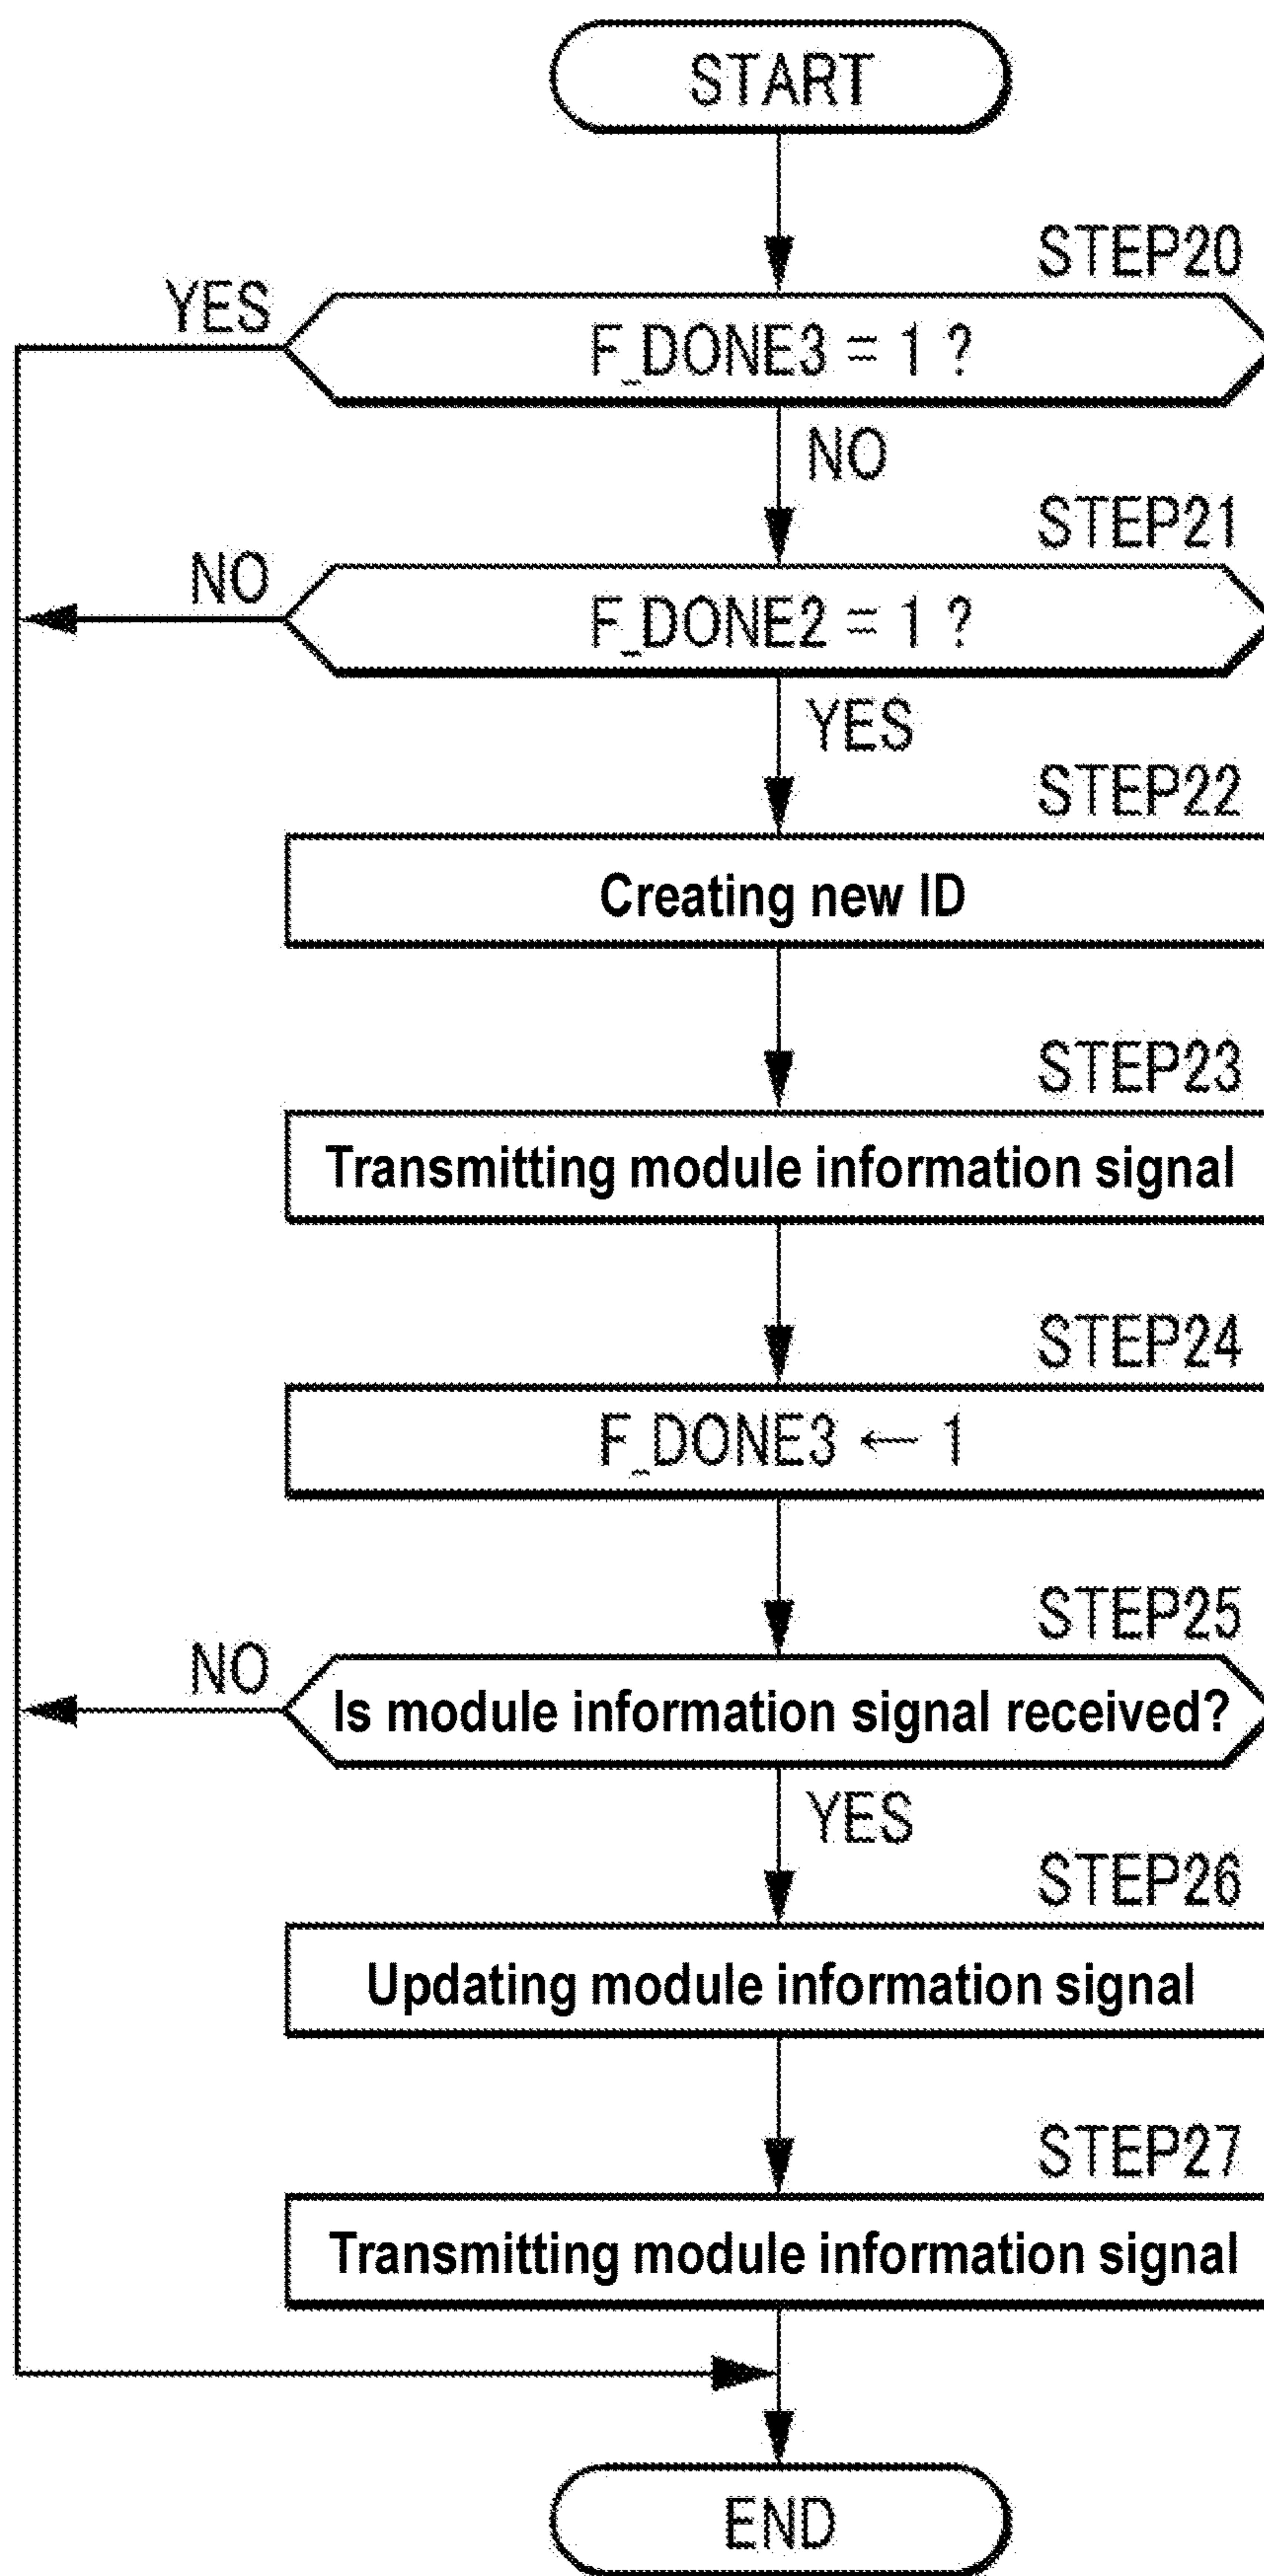 START
STEP20
YES
F_DONE3 = 1 ?
NO
STEP21
NO
F_DONE2 = 1 ?
YES
STEP22
Creating new ID
STEP23
Transmitting module information signal
STEP24
F_DONE3 ← 1
STEP25
NO
Is module information signal received?
YES
STEP26
Updating module information signal
STEP27
Transmitting module information signal
END